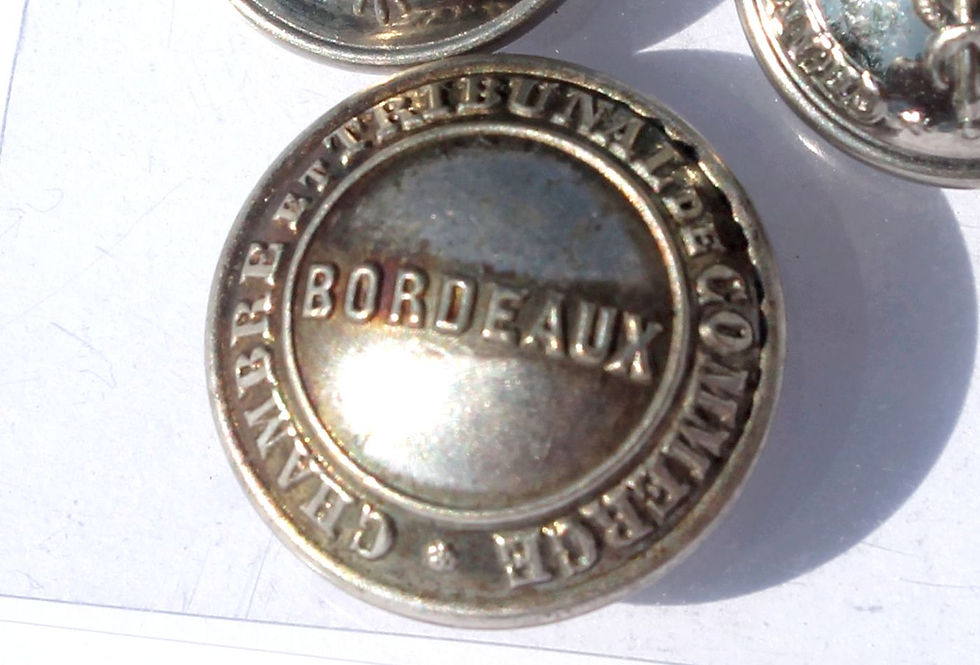 CHAMBRE ET TRIBUNAL DE COMMERCE
BORDEAUX